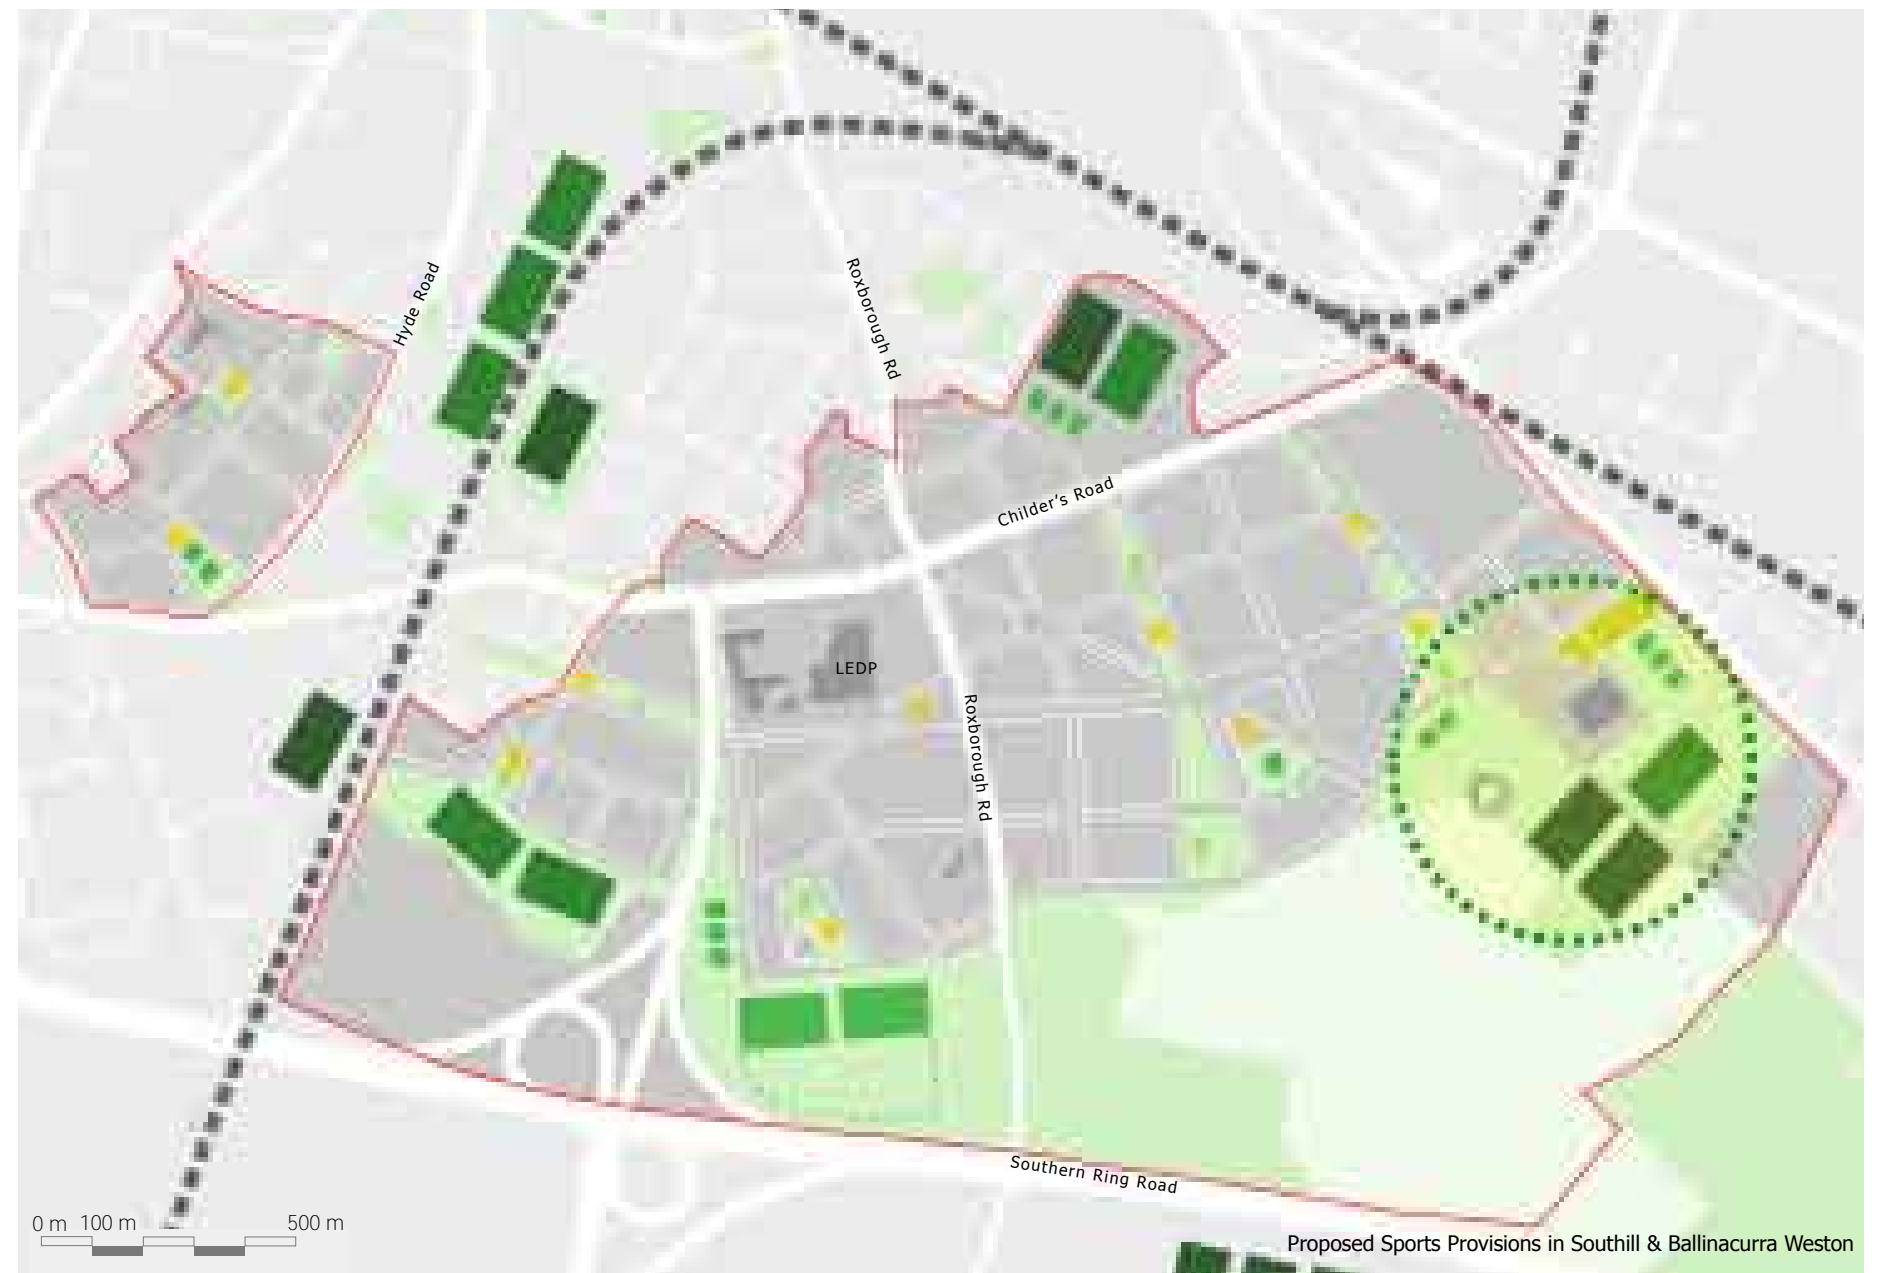 Hyde Road
Roxborough Rd
Childer's Road
LEDP
Roxborough Rd
Southern Ring Road
0 m 100 m 500 m
Proposed Sports Provisions in Southill & Ballinacurra Weston